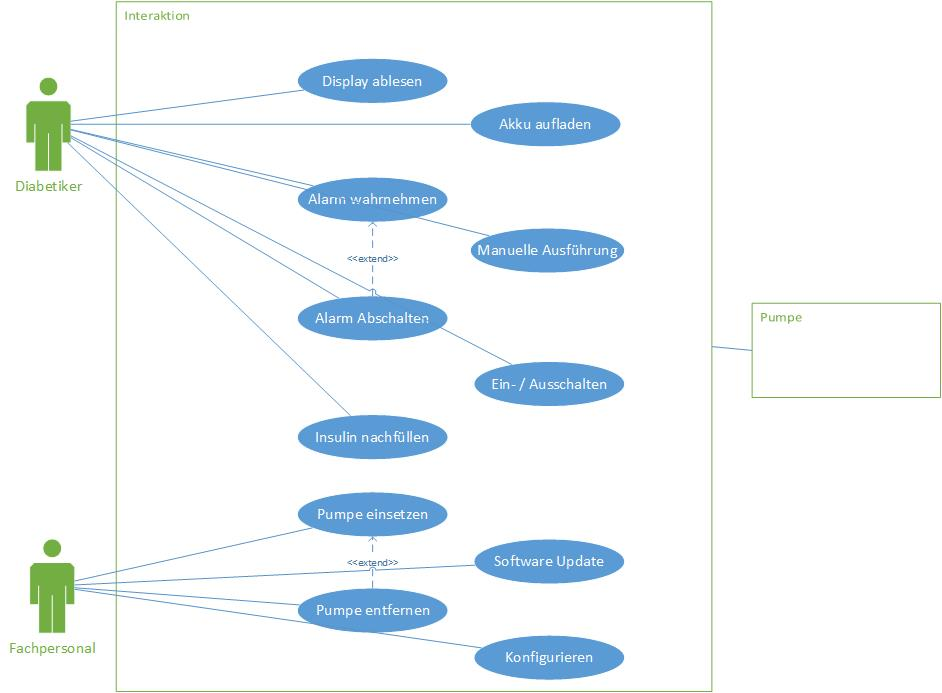 Interaktion
Display ablesen
Akku aufladen
Diabetiker
Alarm wahrnehmen
Manuelle Ausführung
<<extend>>
Alarm Abschalten
Pumpe
Ein- / Ausschalten
Insulin nachfüllen
Pumpe einsetzen
Software Update
<<extend>>
Pumpe entfernen
Fachpersonal
Konfigurieren